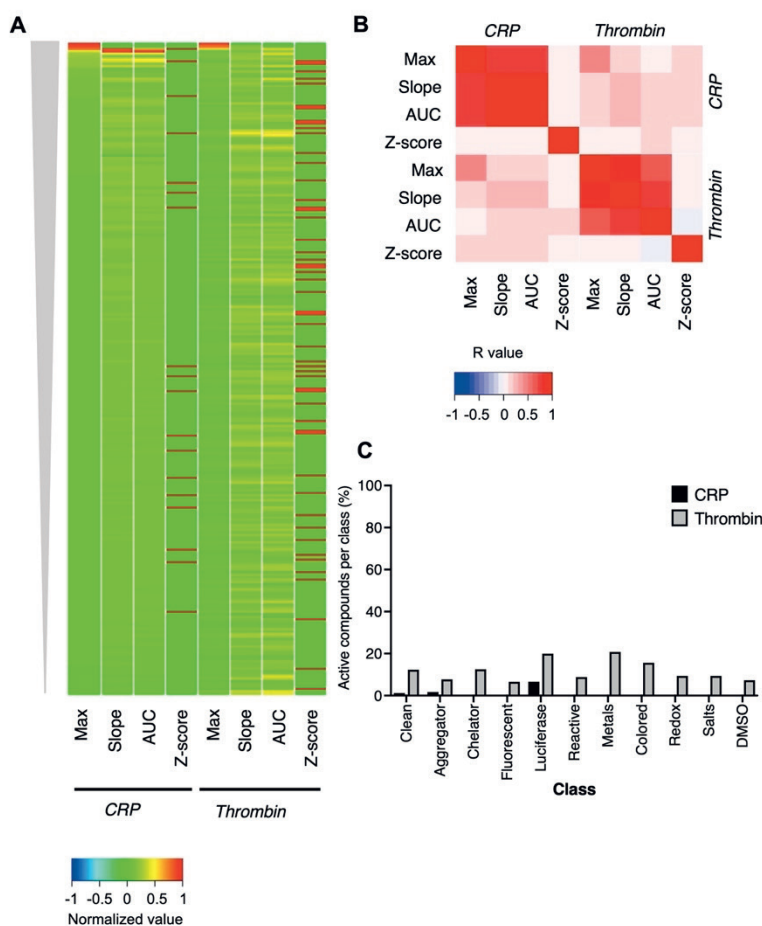 A
Max
Slope
AUC
Z-score
Max
Slope
AUC
Z-score
CRP
Thrombin
-1 -0.5 0 0.5 1
Normalized value
B
CRP Thrombin
Max
Slope
AUC
Z-score
Max
Slope
AUC
Z-score
CRP
Thrombin
Max
Slope
AUC
Z-score
Max
Slope
AUC
Z-score
R value
-1 -0.5 0 0.5 1
C
Active compounds per class (%)
100
80
60
40
20
0
CRP
Thrombin
Clean
Aggregator
Chelator
Fluorescent
Luciferase
Reactive
Metals
Colored
Redox
Salts
DMSO
Class